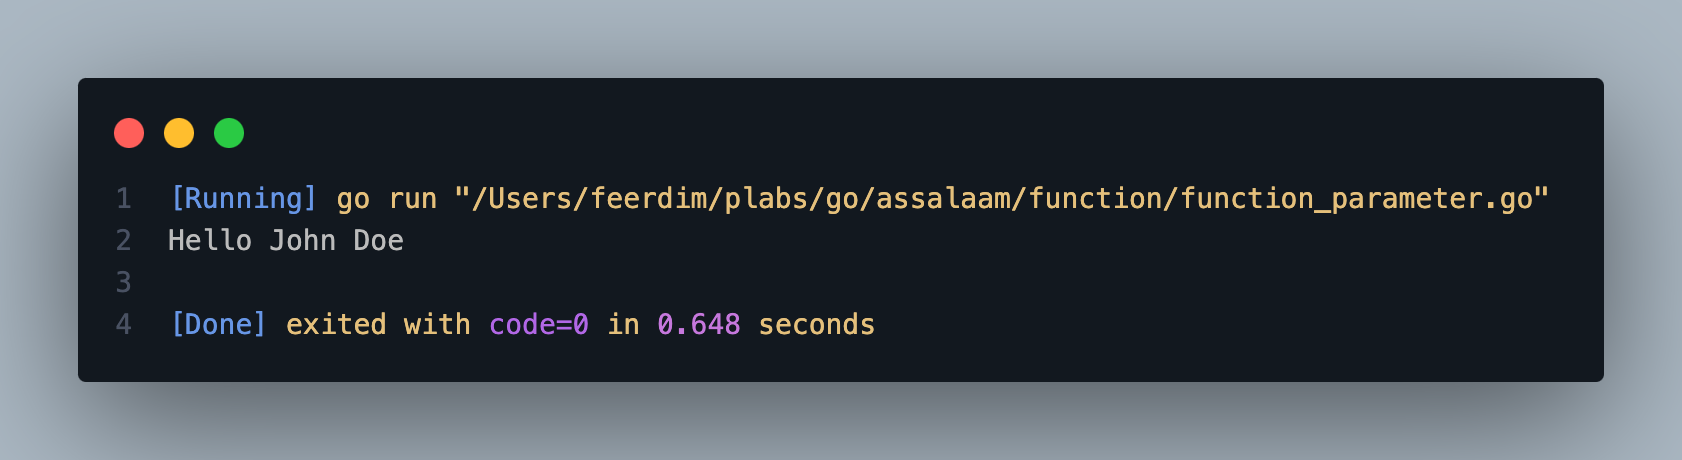 1 [Running] go run "/Users/feerdim/plabs/go/assalaam/function/function_parameter.go"
2 Hello John Doe
3
4 [Done] exited with code=0 in 0.648 seconds